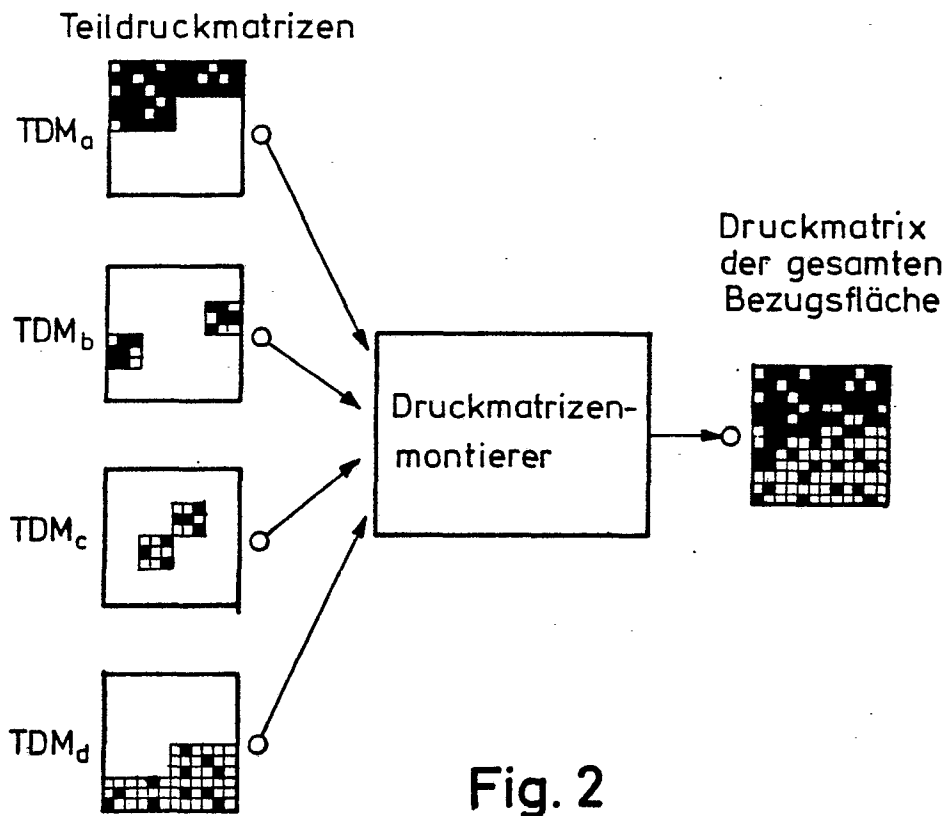 Teildruckmatrizen
TDMa
TDMb
TDMc
TDMd
Druckmatrizen-
montierer
Druckmatrix
der gesamten
Bezugsfläche
Fig. 2